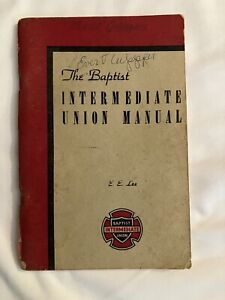 The Baptist
INTERMEDIATE
UNION MANUAL
E. E. Lee
BAPTIST
INTERMEDIATE
UNION